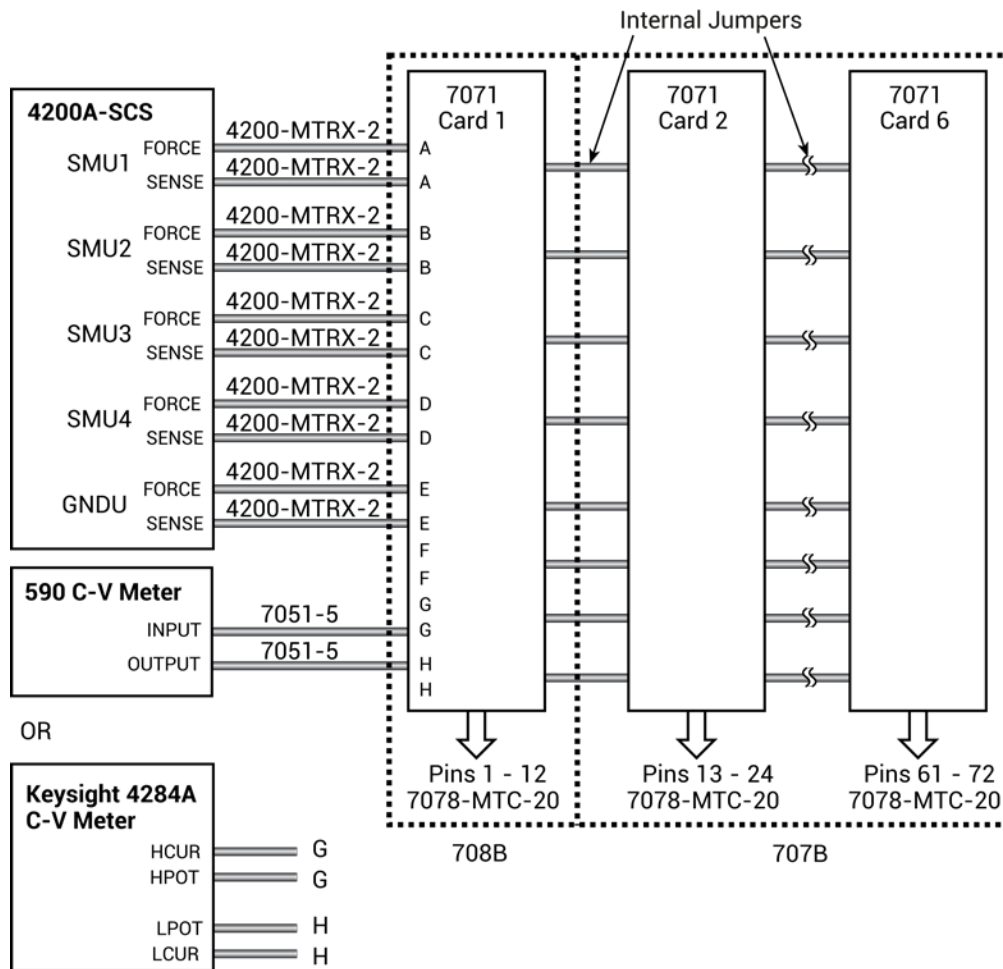 Internal Jumpers
4200A-SCS
SMU1
FORCE
4200-MTRX-2
A
SENSE
4200-MTRX-2
A
SMU2
FORCE
4200-MTRX-2
B
SENSE
4200-MTRX-2
B
SMU3
FORCE
4200-MTRX-2
C
SENSE
4200-MTRX-2
C
SMU4
FORCE
4200-MTRX-2
D
SENSE
4200-MTRX-2
D
GNDU
FORCE
4200-MTRX-2
E
SENSE
4200-MTRX-2
E
F
F
G
590 C-V Meter
INPUT
7051-5
G
OUTPUT
7051-5
H
H
7071
Card 1
7071
Card 2
7071
Card 6
Pins 1 - 12
7078-MTC-20
Pins 13 - 24
7078-MTC-20
Pins 61 - 72
7078-MTC-20
708B
707B
OR
Keysight 4284A
C-V Meter
HCUR
G
HPOT
G
LPOT
H
LCUR
H